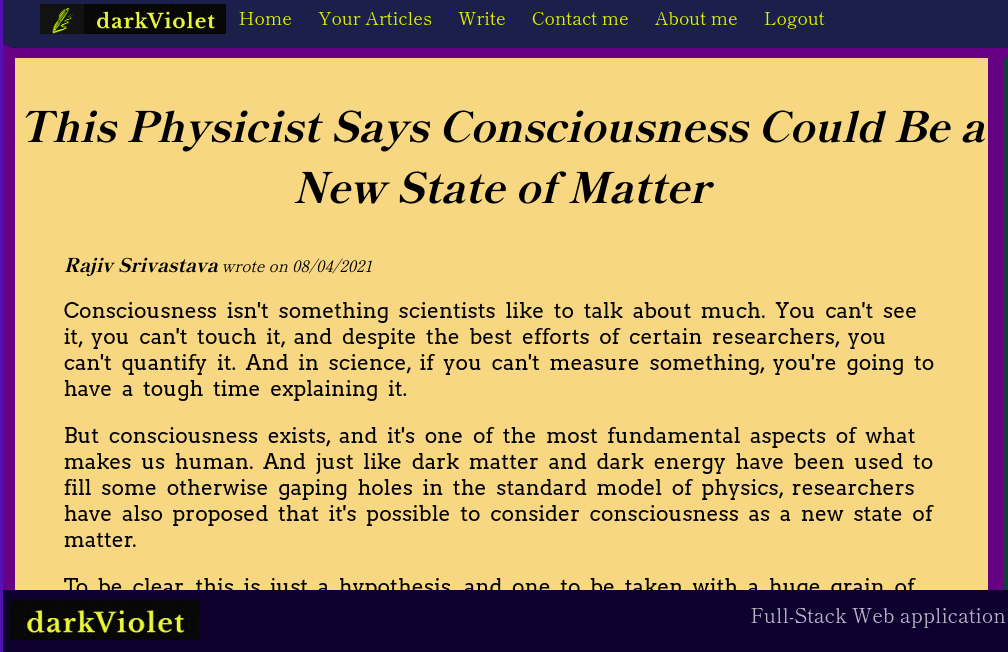 darkViolet Home Your Articles Write Contact me About me Logout
This Physicist Says Consciousness Could Be a
New State of Matter
Rajiv Srivastava wrote on 08/04/2021
Consciousness isn't something scientists like to talk about much. You can't see
it, you can't touch it, and despite the best efforts of certain researchers, you
can't quantify it. And in science, if you can't measure something, you're going to
have a tough time explaining it.
But consciousness exists, and it's one of the most fundamental aspects of what
makes us human. And just like dark matter and dark energy have been used to
fill some otherwise gaping holes in the standard model of physics, researchers
have also proposed that it's possible to consider consciousness as a new state of
matter.
To be clear, this is just a hypothesis, and one to be taken with a huge grain of
darkViolet Full-Stack Web application